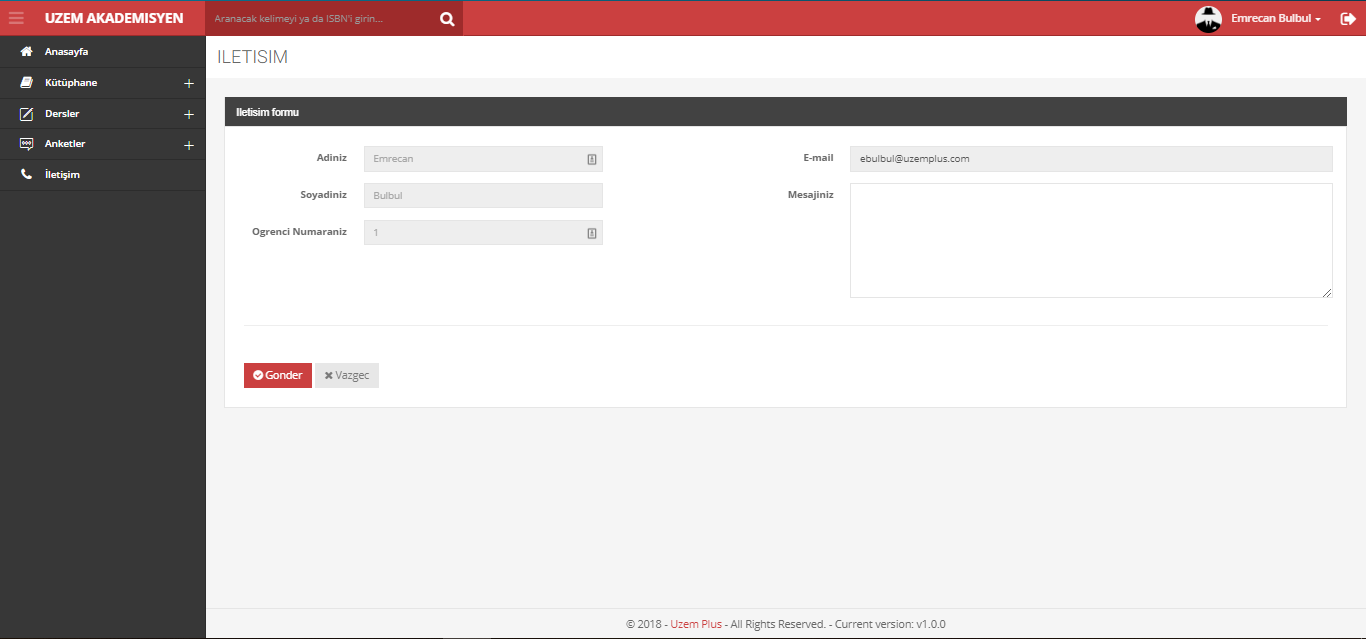 UZEM AKADEMISYEN
Aranacak kelimeyi ya da ISBN'i girin...
Emrecan Bulbul
Anasayfa
Kütüphane
Dersler
Anketler
İletişim
ILETISIM
Iletisim formu
Adiniz
Emrecan
Soyadiniz
Bulbul
Ogrenci Numaraniz
1
E-mail
ebulbul@uzemplus.com
Mesajiniz
Gonder
Vazgec
© 2018 - Uzem Plus - All Rights Reserved. - Current version: v1.0.0